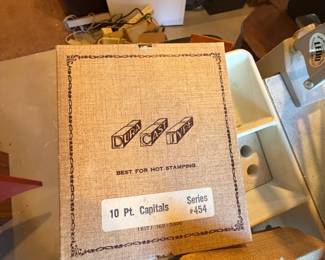 DURA CAST TYPE
BEST FOR HOT STAMPING
10 Pt. Capitals Series
#454